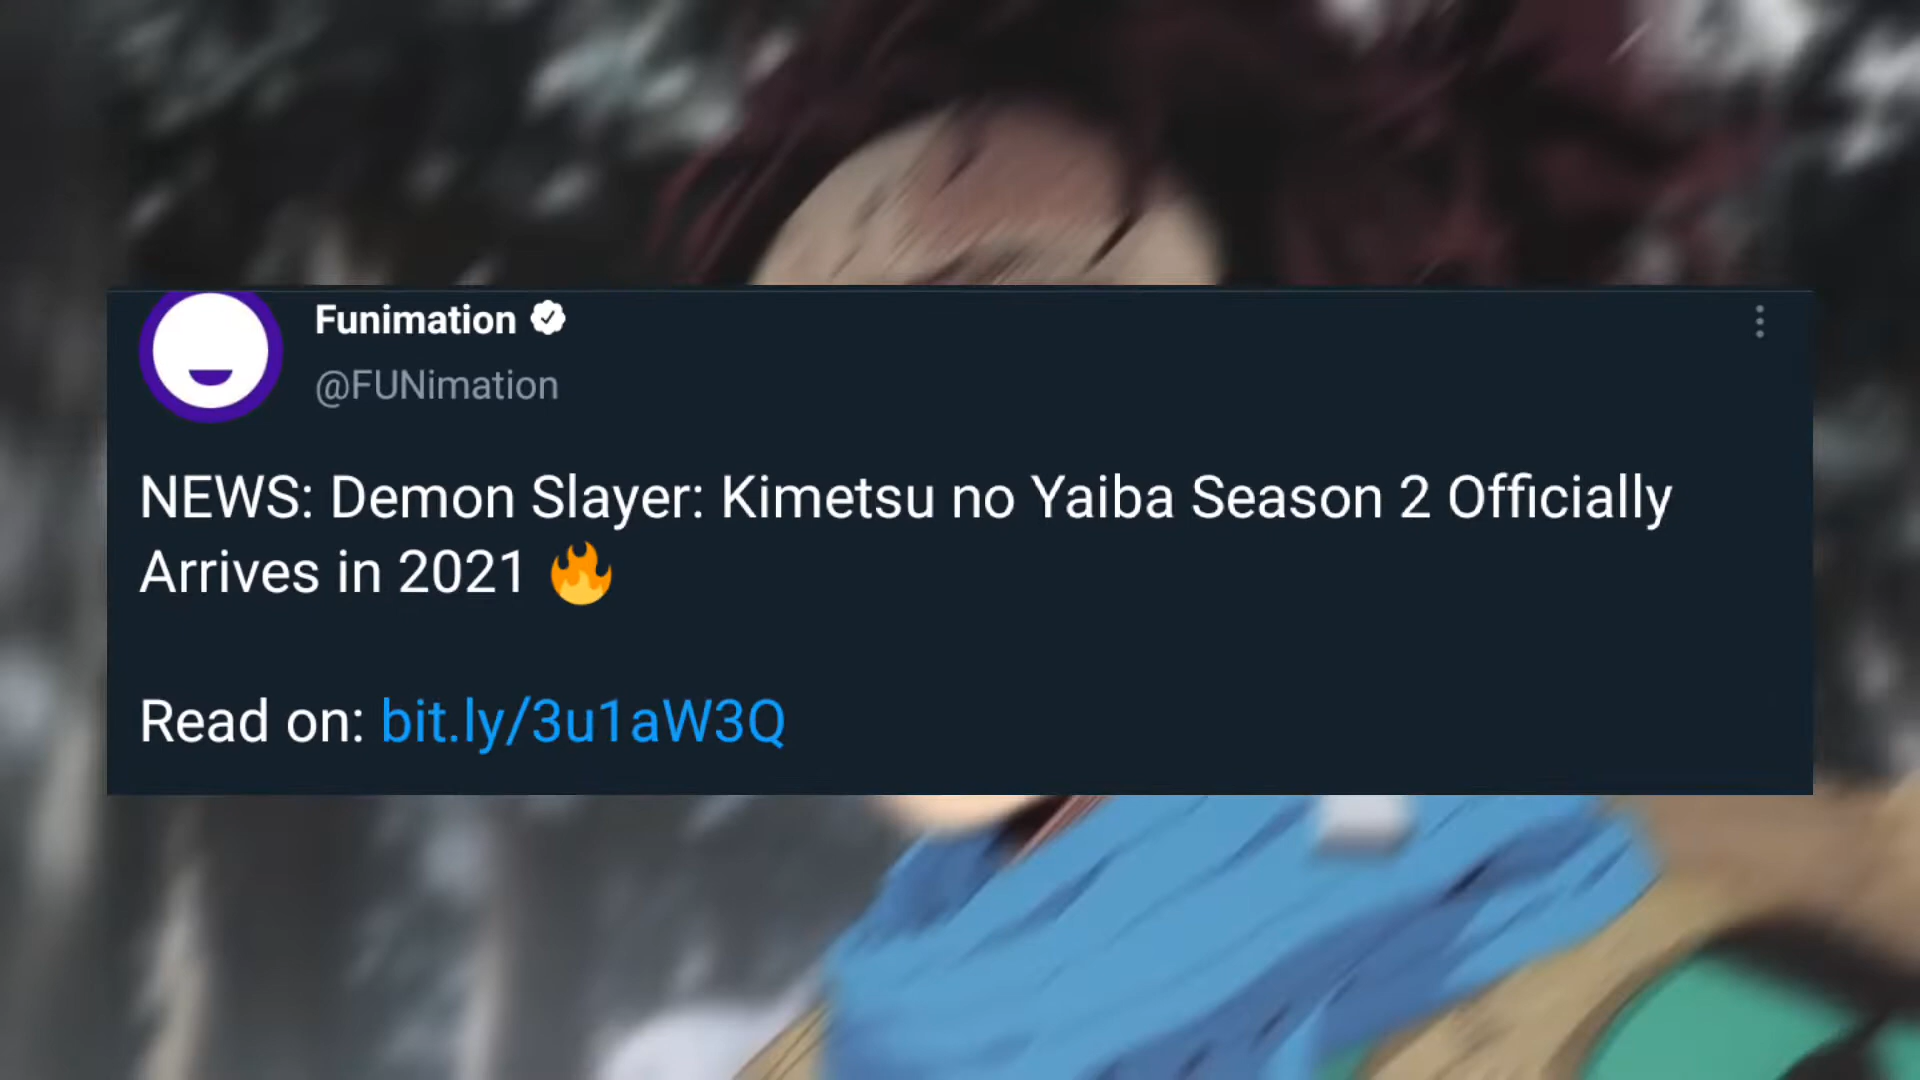 Funimation
@FUNimation
NEWS: Demon Slayer: Kimetsu no Yaiba Season 2 Officially
Arrives in 2021 🔥
Read on: bit.ly/3u1aW3Q